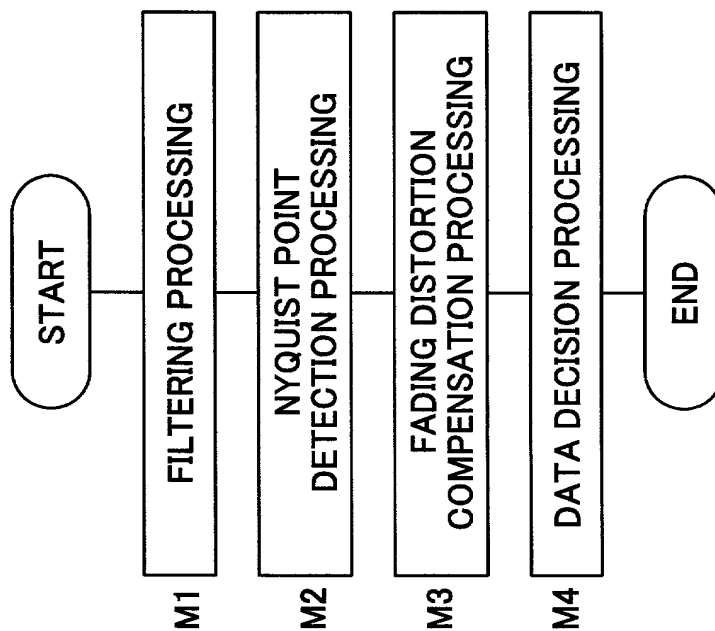 START
M1
FILTERING PROCESSING
M2
NYQUIST POINT
DETECTION PROCESSING
M3
FADING DISTORTION
COMPENSATION PROCESSING
M4
DATA DECISION PROCESSING
END